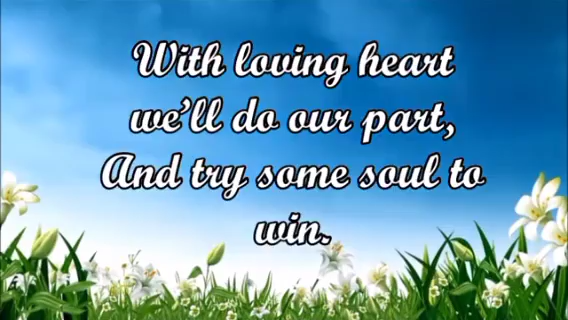 With loving heart
we'll do our part,
And try some soul to
win.